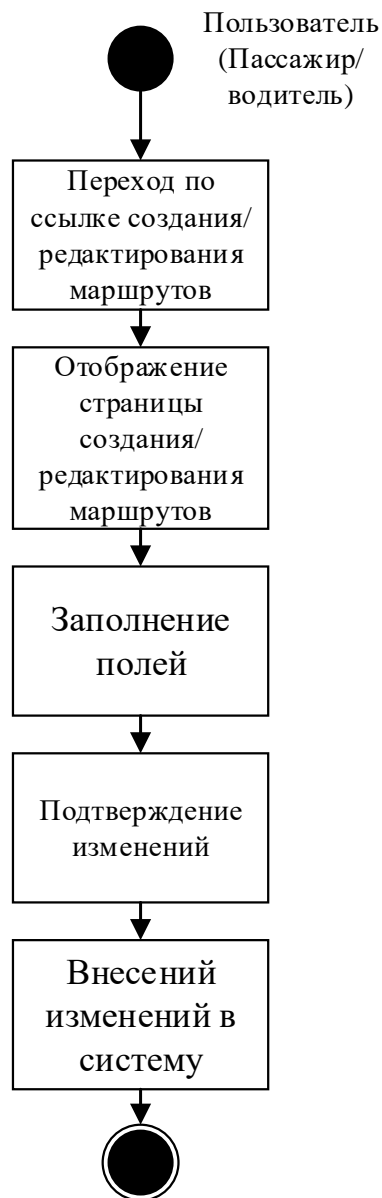 Пользователь
(Пассажир/
водитель)
Переход по
ссылке создания/
редактирования
маршрутов
Отображение
страницы
создания/
редактирования
маршрутов
Заполнение
полей
Подтверждение
изменений
Внесений
изменений в
систему